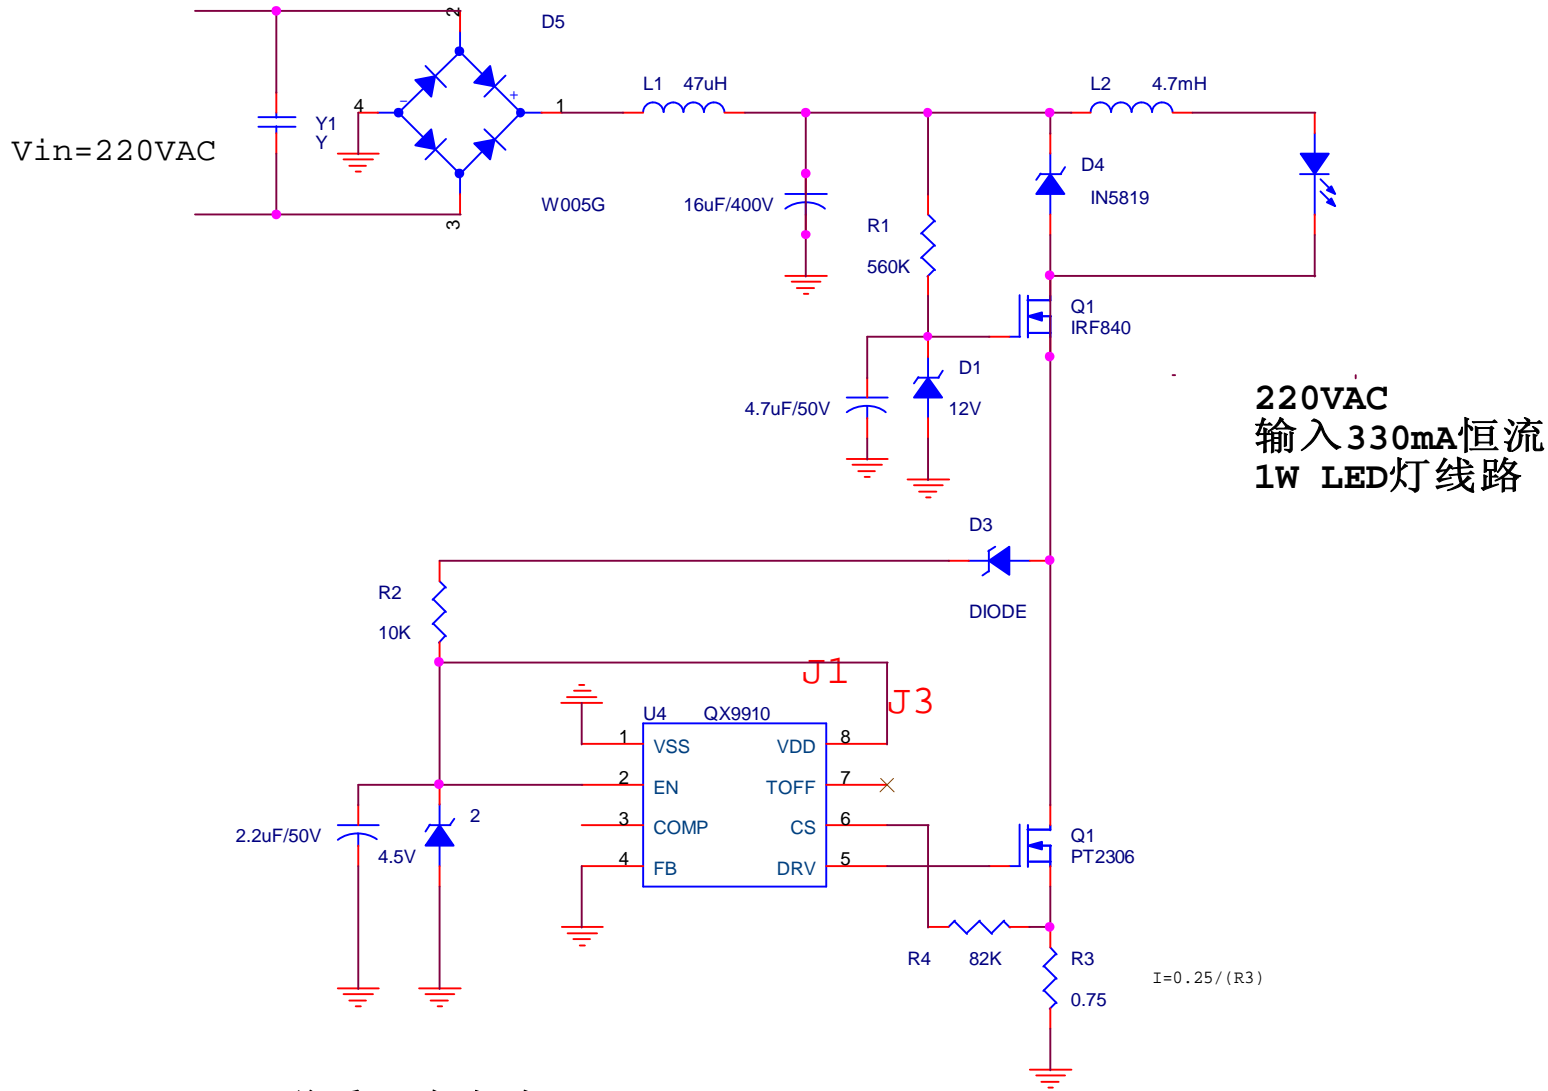 2
D5
L1 47uH
L2 4.7mH
4
-
+
1
Y1
Y
Vin=220VAC
D4
IN5819
W005G
16uF/400V
3
R1
560K
Q1
IRF840
D1
4.7uF/50V
12V
220VAC
输入330mA恒流
1W LED灯线路
D3
R2
DIODE
10K
J1
J3
U4 QX9910
1 VSS VDD 8
2 EN TOFF 7
3 COMP CS 6
4 FB DRV 5
2
2.2uF/50V
4.5V
Q1
PT2306
R4 82K
R3
0.75
I=0.25/(R3)